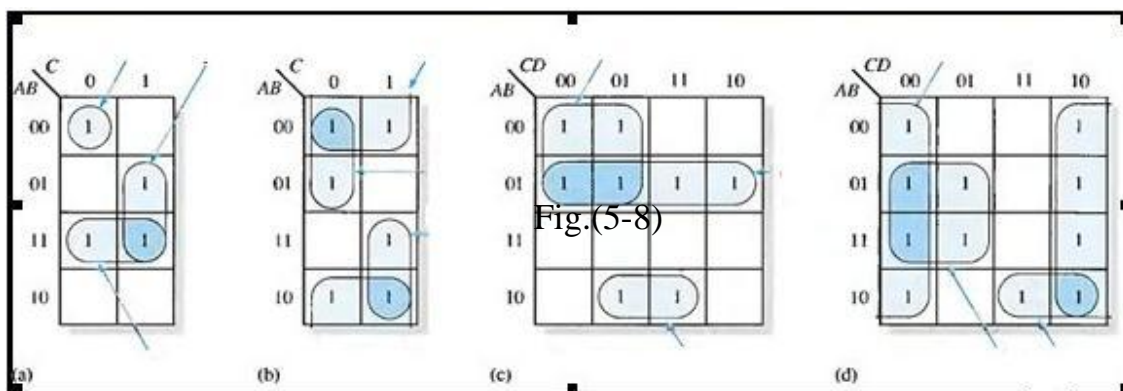 C
AB
0 1
00 1
01 1
11 1 1
10
(a)
C
AB
0 1
00 1 1
01 1
11 1
10 1 1
(b)
CD
AB
00 01 11 10
00 1 1
01 1 1 1 1
11
10 1 1
(c)
CD
AB
00 01 11 10
00 1 1
01 1 1 1
11 1 1 1
10 1 1 1
(d)
Fig.(5-8)